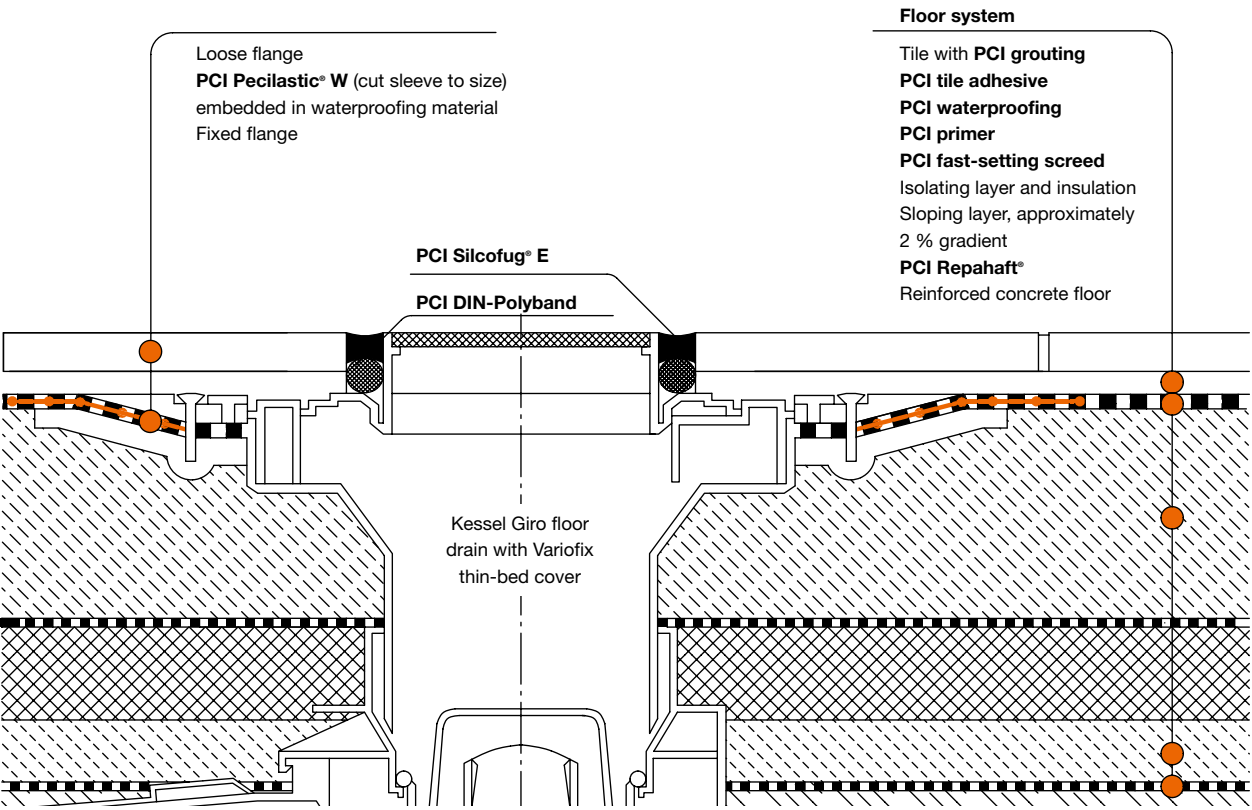 Loose flange
PCI Pecilastic® W (cut sleeve to size)
embedded in waterproofing material
Fixed flange
Floor system
Tile with PCI grouting
PCI tile adhesive
PCI waterproofing
PCI primer
PCI fast-setting screed
Isolating layer and insulation
Sloping layer, approximately
2 % gradient
PCI Repahaft®
Reinforced concrete floor
PCI Silcofug® E
PCI DIN-Polyband
Kessel Giro floor
drain with Variofix
thin-bed cover